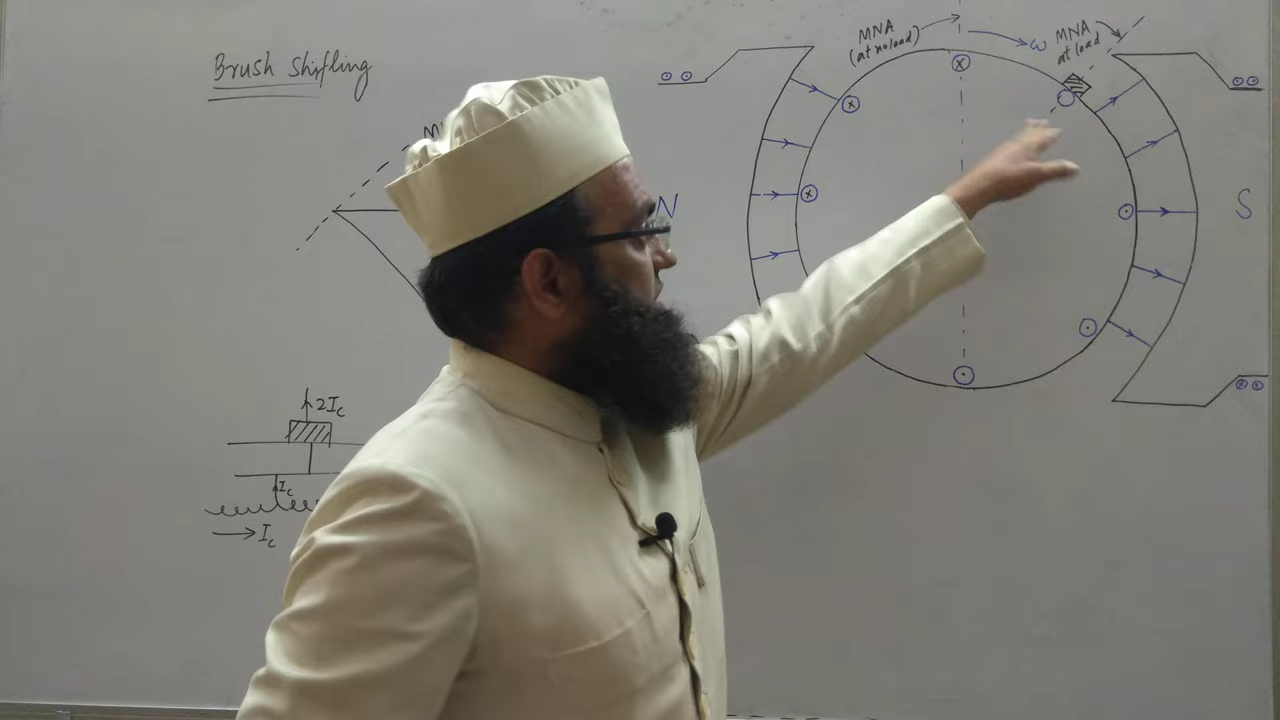 Brush shifting
MNA
(at no load)
ω
MNA
at load
N
S
2Ic
Ic
Ic